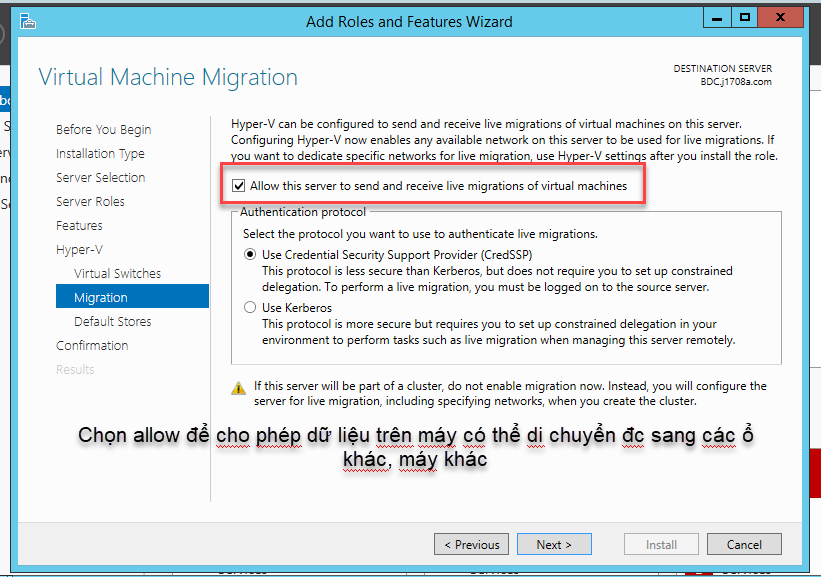 Add Roles and Features Wizard
Virtual Machine Migration
DESTINATION SERVER
BDC.j1708a.com
Before You Begin
Installation Type
Server Selection
Server Roles
Features
Hyper-V
Virtual Switches
Migration
Default Stores
Confirmation
Results
Hyper-V can be configured to send and receive live migrations of virtual machines on this server.
Configuring Hyper-V now enables any available network on this server to be used for live migrations. If
you want to dedicate specific networks for live migration, use Hyper-V settings after you install the role.
Allow this server to send and receive live migrations of virtual machines
Authentication protocol
Select the protocol you want to use to authenticate live migrations.
Use Credential Security Support Provider (CredSSP)
This protocol is less secure than Kerberos, but does not require you to set up constrained
delegation. To perform a live migration, you must be logged on to the source server.
Use Kerberos
This protocol is more secure but requires you to set up constrained delegation in your
environment to perform tasks such as live migration when managing this server remotely.
If this server will be part of a cluster, do not enable migration now. Instead, you will configure the
server for live migration, including specifying networks, when you create the cluster.
Chọn allow để cho phép dữ liệu trên máy có thể di chuyển đc sang các ổ
khác, máy khác
< Previous
Next >
Install
Cancel